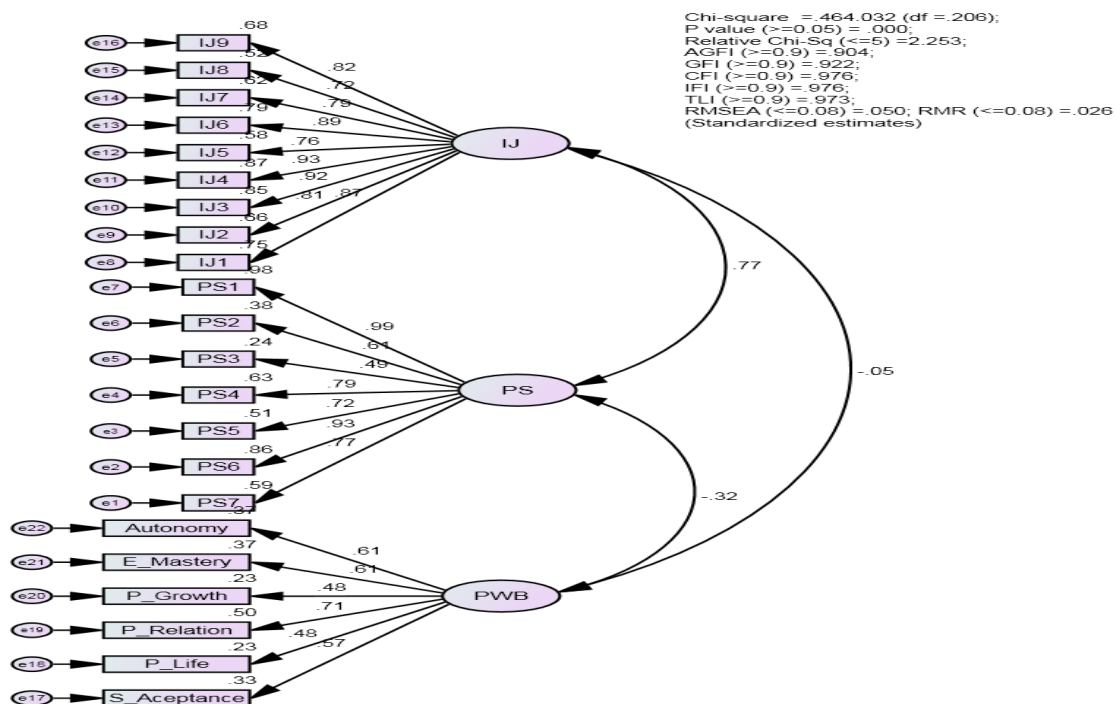 Chi-square =.464.032 (df =.206);
P value (>=0.05) = .000;
Relative Chi-Sq (<=5) =2.253;
AGFI (>=0.9) =.904;
GFI (>=0.9) =.922;
CFI (>=0.9) =.976;
IFI (>=0.9) =.976;
TLI (>=0.9) =.973;
RMSEA (<=0.08) =.050; RMR (<=0.08) =.026
(Standardized estimates)
.68
e16 IJ9 .82
.52
e15 IJ8 .72
.62
e14 IJ7 .79
.79
e13 IJ6 .89
.58
e12 IJ5 .76
.87
e11 IJ4 .93
.85
e10 IJ3 .92
.66
e9 IJ2 .81
.75
e8 IJ1 .87
IJ
.77
.98
e7 PS1 .99
.38
e6 PS2 .61
.24
e5 PS3 .49
.63
e4 PS4 .79
.51
e3 PS5 .72
.86
e2 PS6 .93
.59
e1 PS7 .77
PS
-.05
-.32
.37
e22 Autonomy .61
.37
e21 E_Mastery .61
.23
e20 P_Growth .48
.50
e19 P_Relation .71
.23
e18 P_Life .48
.33
e17 S_Aceptance .57
PWB